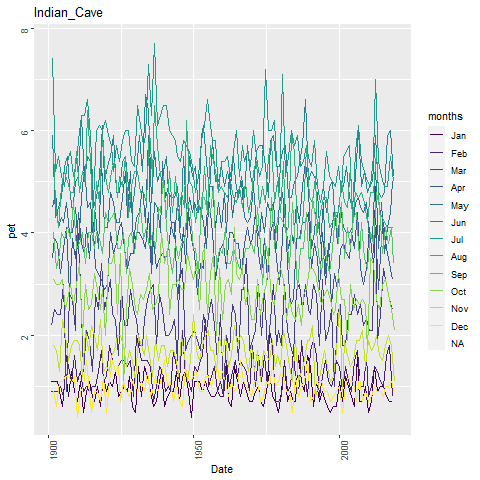 Indian_Cave
8
6
4
2
pet
1900
1950
2000
Date
months
Jan
Feb
Mar
Apr
May
Jun
Jul
Aug
Sep
Oct
Nov
Dec
NA